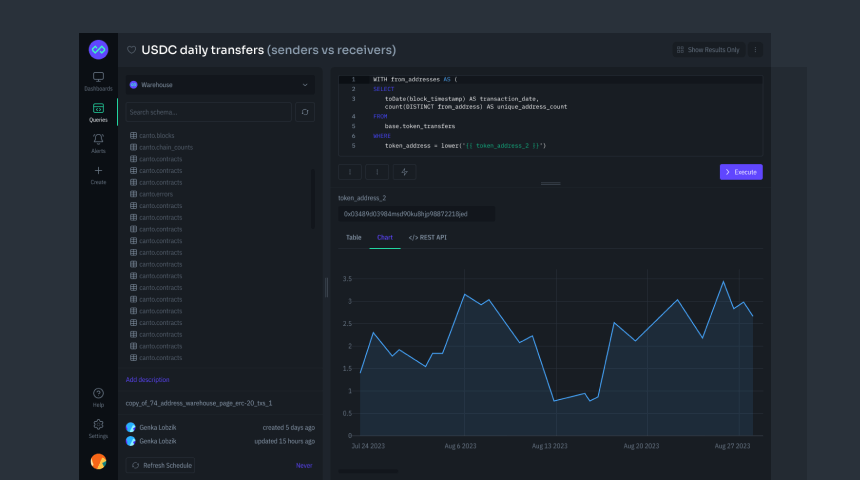 USDC daily transfers (senders vs receivers)
Show Results Only
Dashboards
Queries
Alerts
Create
Help
Settings
Warehouse
Search schema...
canto.blocks
canto.chain_counts
canto.contracts
canto.contracts
canto.contracts
canto.errors
canto.contracts
canto.contracts
canto.contracts
canto.contracts
canto.contracts
canto.contracts
canto.contracts
canto.contracts
canto.contracts
canto.contracts
canto.contracts
canto.contracts
canto.contracts
canto.contracts
Add description
copy_of_74_address_warehouse_page_erc-20_txs_1
Genka Lobzik created 5 days ago
Genka Lobzik updated 15 hours ago
Refresh Schedule Never
1 WITH from_addresses AS (
2 SELECT
3 toDate(block_timestamp) AS transaction_date,
count(DISTINCT from_address) AS unique_address_count
4 FROM
5 base.token_transfers
6 WHERE
5 token_address = lower('{{ token_address_2 }}')
Execute
token_address_2
0x03489d03984msd90ku8hjp98872218jed
Table Chart </> REST API
3.5
3
2.5
2
1.5
1
0.5
0
Jul 24 2023 Aug 6 2023 Aug 13 2023 Aug 20 2023 Aug 27 2023